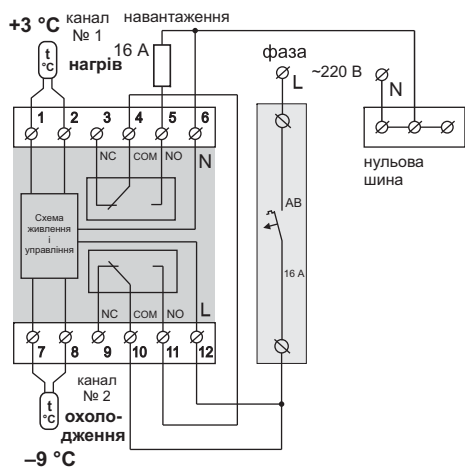 +3 °C
канал
№ 1
навантаження
16 А
нагрів
t
°C
фаза
L
~220 В
N
1 2 3 4 5 6
NC COM NO
N
нульова
шина
Схема
живлення
і
управління
АВ
16 А
NC COM NO
L
7 8 9 10 11 12
канал
№ 2
t
°C
охоло-
дження
–9 °C